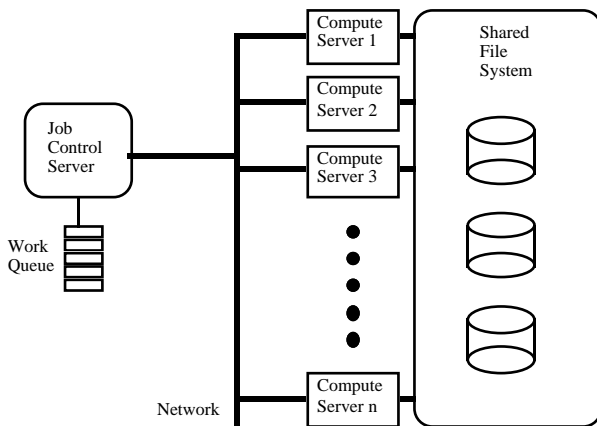 Compute
Server 1
Shared
File
System
Compute
Server 2
Job
Control
Server
Compute
Server 3
Work
Queue
Compute
Server n
Network